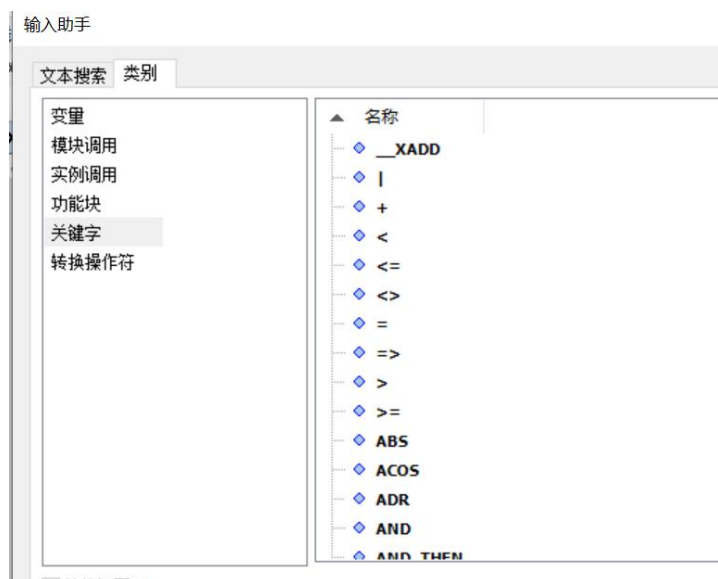 输入助手
文本搜索 类别
变量
模块调用
实例调用
功能块
关键字
转换操作符
名称
__XADD
|
+
<
<=
<>
=
=>
>
>=
ABS
ACOS
ADR
AND
AND_THEN